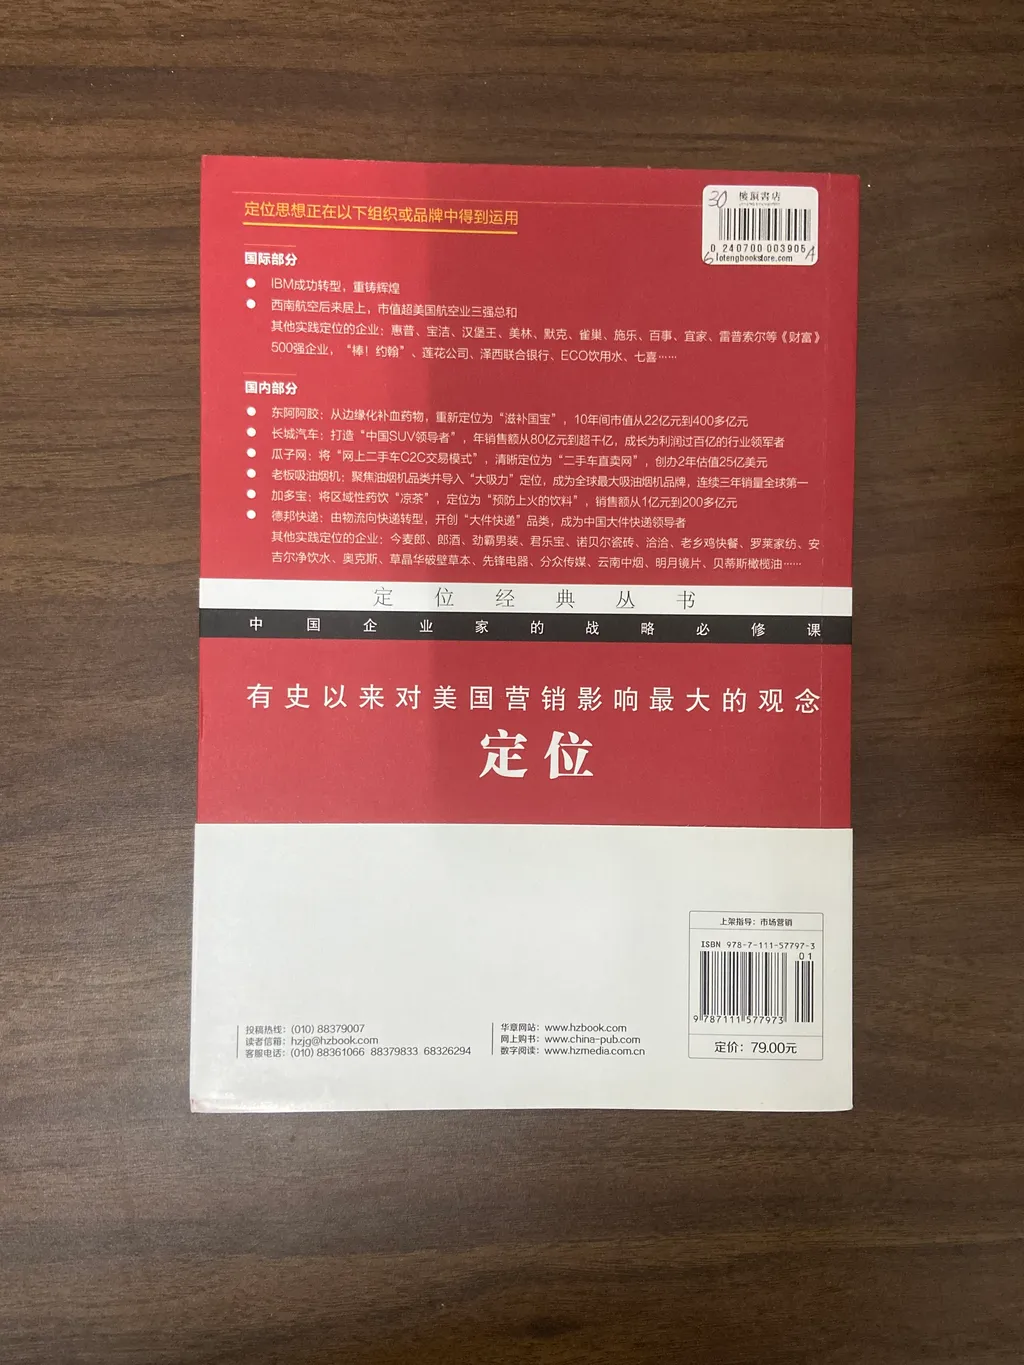 30
樓頂書店
0 240700 003905
6 A
lotengbookstore.com
定位思想正在以下组织或品牌中得到运用
国际部分
● IBM成功转型，重铸辉煌
● 西南航空后来居上，市值超美国航空业三强总和
其他实践定位的企业：惠普、宝洁、汉堡王、美林、默克、雀巢、施乐、百事、宜家、雷普索尔等《财富》
500强企业，“棒！约翰”、莲花公司、泽西联合银行、ECO饮用水、七喜……
国内部分
● 东阿阿胶：从边缘化补血药物，重新定位为“滋补国宝”，10年间市值从22亿元到400多亿元
● 长城汽车：打造“中国SUV领导者”，年销售额从80亿元到超千亿，成长为利润过百亿的行业领军者
● 瓜子网：将“网上二手车C2C交易模式”，清晰定位为“二手车直卖网”，创办2年估值25亿美元
● 老板吸油烟机：聚焦油烟机品类并导入“大吸力”定位，成为全球最大吸油烟机品牌，连续三年销量全球第一
● 加多宝：将区域性药饮“凉茶”，定位为“预防上火的饮料”，销售额从1亿元到200多亿元
● 德邦快递：由物流向快递转型，开创“大件快递”品类，成为中国大件快递领导者
其他实践定位的企业：今麦郎、郎酒、劲霸男装、君乐宝、诺贝尔瓷砖、洽洽、老乡鸡快餐、罗莱家纺、安
吉尔净饮水、奥克斯、草晶华破壁草本、先锋电器、分众传媒、云南中烟、明月镜片、贝蒂斯橄榄油……
定位经典丛书
中国企业家的战略必修课
有史以来对美国营销影响最大的观念
定位
上架指导：市场营销
ISBN 978-7-111-57797-3
01
9 787111 577973
定价：79.00元
投稿热线：(010) 88379007
读者信箱：hzjg@hzbook.com
客服电话：(010) 88361066 88379833 68326294
华章网站：www.hzbook.com
网上购书：www.china-pub.com
数字阅读：www.hzmedia.com.cn